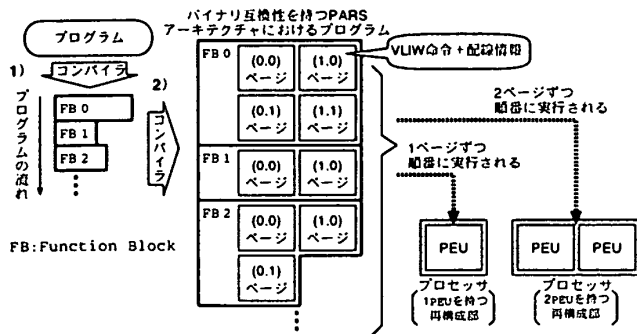 バイナリ互換性を持つPARS
アーキテクチャにおけるプログラム
プログラム
1)
コンパイラ
2)
コンパイラ
プログラムの流れ
FB 0
FB 1
FB 2
FB:Function Block
FB 0
(0.0)
ページ
(1.0)
ページ
(0.1)
ページ
(1.1)
ページ
FB 1
(0.0)
ページ
(1.0)
ページ
FB 2
(0.0)
ページ
(1.0)
ページ
(0.1)
ページ
VLIW命令+配線情報
2ページずつ
順番に実行される
1ページずつ
順番に実行される
PEU
プロセッサ
(1PEUを持つ
再構成部)
PEU
PEU
プロセッサ
(2PEUを持つ
再構成部)